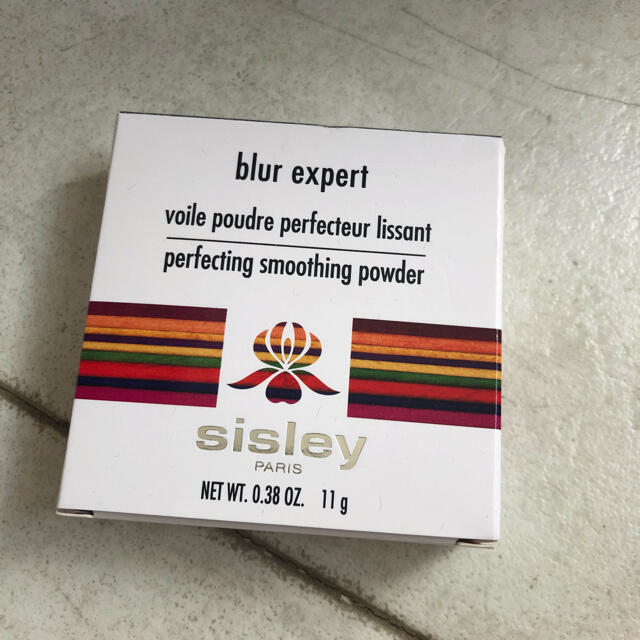 blur expert
voile poudre perfecteur lissant
perfecting smoothing powder
sisley
PARIS
NET WT. 0.38 OZ. 11 g